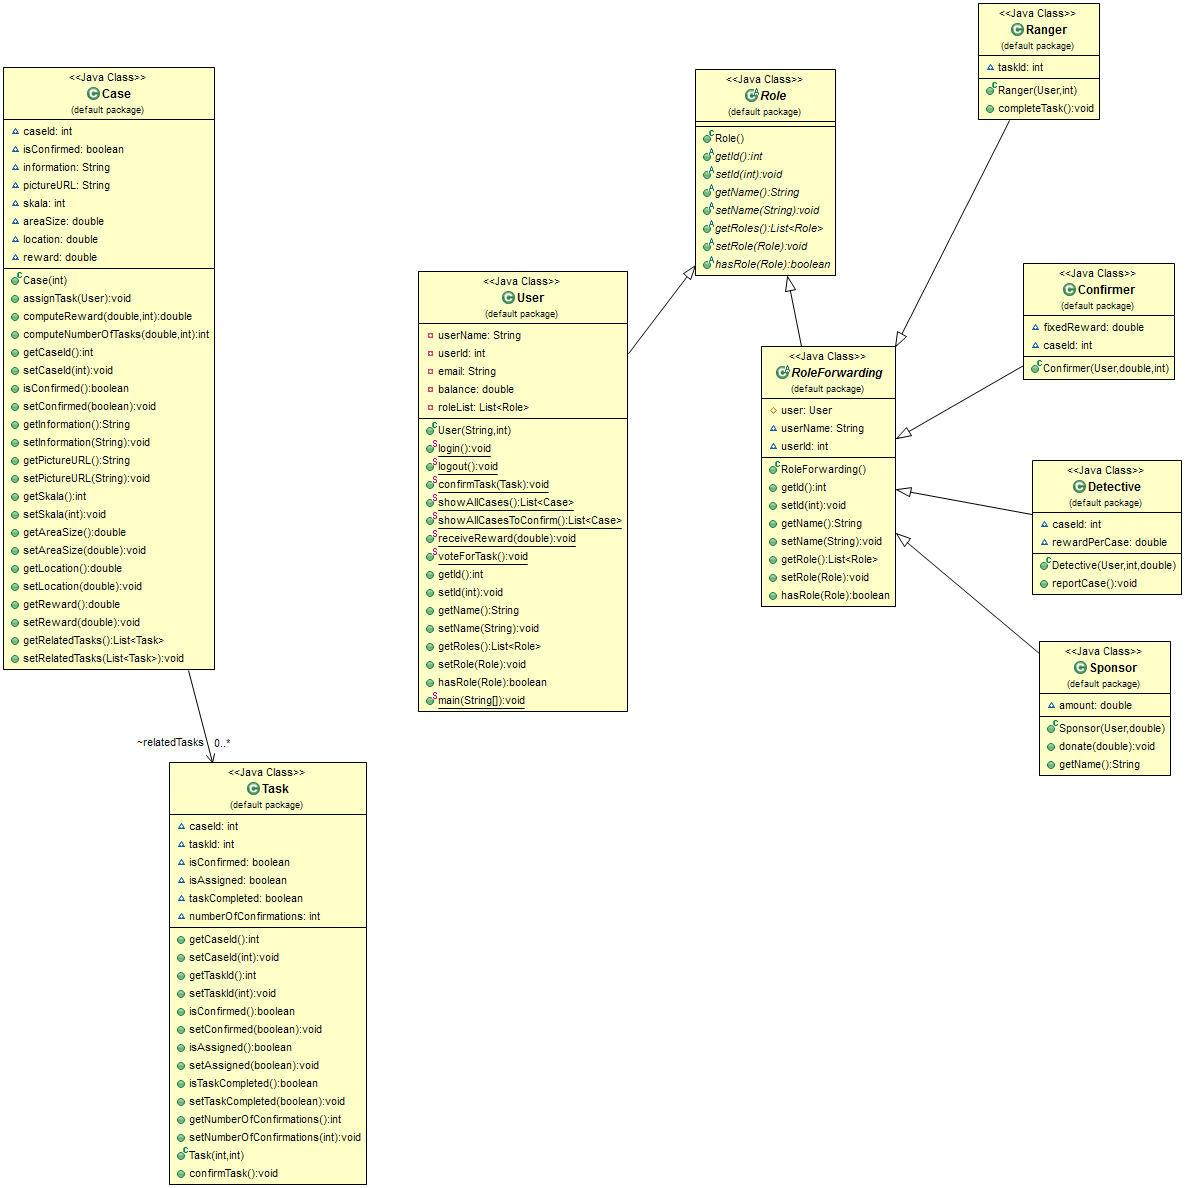 <<Java Class>>
Case
(default package)
caseId: int
isConfirmed: boolean
information: String
pictureURL: String
skala: int
areaSize: double
location: double
reward: double
Case(int)
assignTask(User):void
computeReward(double,int):double
computeNumberOfTasks(double,int):int
getCaseId():int
setCaseId(int):void
isConfirmed():boolean
setConfirmed(boolean):void
getInformation():String
setInformation(String):void
getPictureURL():String
setPictureURL(String):void
getSkala():int
setSkala(int):void
getAreaSize():double
setAreaSize(double):void
getLocation():double
setLocation(double):void
getReward():double
setReward(double):void
getRelatedTasks():List<Task>
setRelatedTasks(List<Task>):void
~relatedTasks 0..*
<<Java Class>>
Task
(default package)
caseId: int
taskId: int
isConfirmed: boolean
isAssigned: boolean
taskCompleted: boolean
numberOfConfirmations: int
getCaseId():int
setCaseId(int):void
getTaskId():int
setTaskId(int):void
isConfirmed():boolean
setConfirmed(boolean):void
isAssigned():boolean
setAssigned(boolean):void
isTaskCompleted():boolean
setTaskCompleted(boolean):void
getNumberOfConfirmations():int
setNumberOfConfirmations(int):void
Task(int,int)
confirmTask():void
<<Java Class>>
User
(default package)
userName: String
userId: int
email: String
balance: double
roleList: List<Role>
User(String,int)
login():void
logout():void
confirmTask(Task):void
showAllCases():List<Case>
showAllCasesToConfirm():List<Case>
receiveReward(double):void
voteForTask():void
getId():int
setId(int):void
getName():String
setName(String):void
getRoles():List<Role>
setRole(Role):void
hasRole(Role):boolean
main(String[]):void
<<Java Class>>
Role
(default package)
Role()
getId():int
setId(int):void
getName():String
setName(String):void
getRoles():List<Role>
setRole(Role):void
hasRole(Role):boolean
<<Java Class>>
RoleForwarding
(default package)
user: User
userName: String
userId: int
RoleForwarding()
getId():int
setId(int):void
getName():String
setName(String):void
getRole():List<Role>
setRole(Role):void
hasRole(Role):boolean
<<Java Class>>
Ranger
(default package)
taskId: int
Ranger(User,int)
completeTask():void
<<Java Class>>
Confirmer
(default package)
fixedReward: double
caseId: int
Confirmer(User,double,int)
<<Java Class>>
Detective
(default package)
caseId: int
rewardPerCase: double
Detective(User,int,double)
reportCase():void
<<Java Class>>
Sponsor
(default package)
amount: double
Sponsor(User,double)
donate(double):void
getName():String